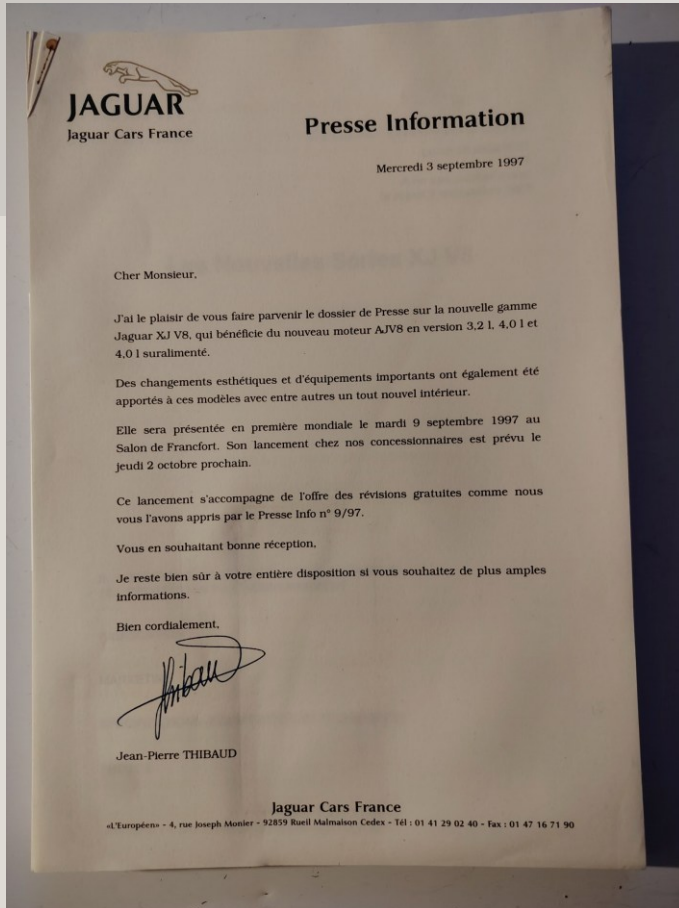 JAGUAR
Jaguar Cars France
Presse Information
Mercredi 3 septembre 1997
Cher Monsieur,
J'ai le plaisir de vous faire parvenir le dossier de Presse sur la nouvelle gamme
Jaguar XJ V8, qui bénéficie du nouveau moteur AJV8 en version 3,2 l, 4,0 l et
4,0 l suralimenté.
Des changements esthétiques et d'équipements importants ont également été
apportés à ces modèles avec entre autres un tout nouvel intérieur.
Elle sera présentée en première mondiale le mardi 9 septembre 1997 au
Salon de Francfort. Son lancement chez nos concessionnaires est prévu le
jeudi 2 octobre prochain.
Ce lancement s'accompagne de l'offre des révisions gratuites comme nous
vous l'avons appris par le Presse Info n° 9/97.
Vous en souhaitant bonne réception,
Je reste bien sûr à votre entière disposition si vous souhaitez de plus amples
informations.
Bien cordialement,
Thibaud
Jean-Pierre THIBAUD
Jaguar Cars France
«L'Européen» - 4, rue Joseph Monier - 92859 Rueil Malmaison Cedex - Tél : 01 41 29 02 40 - Fax : 01 47 16 71 90